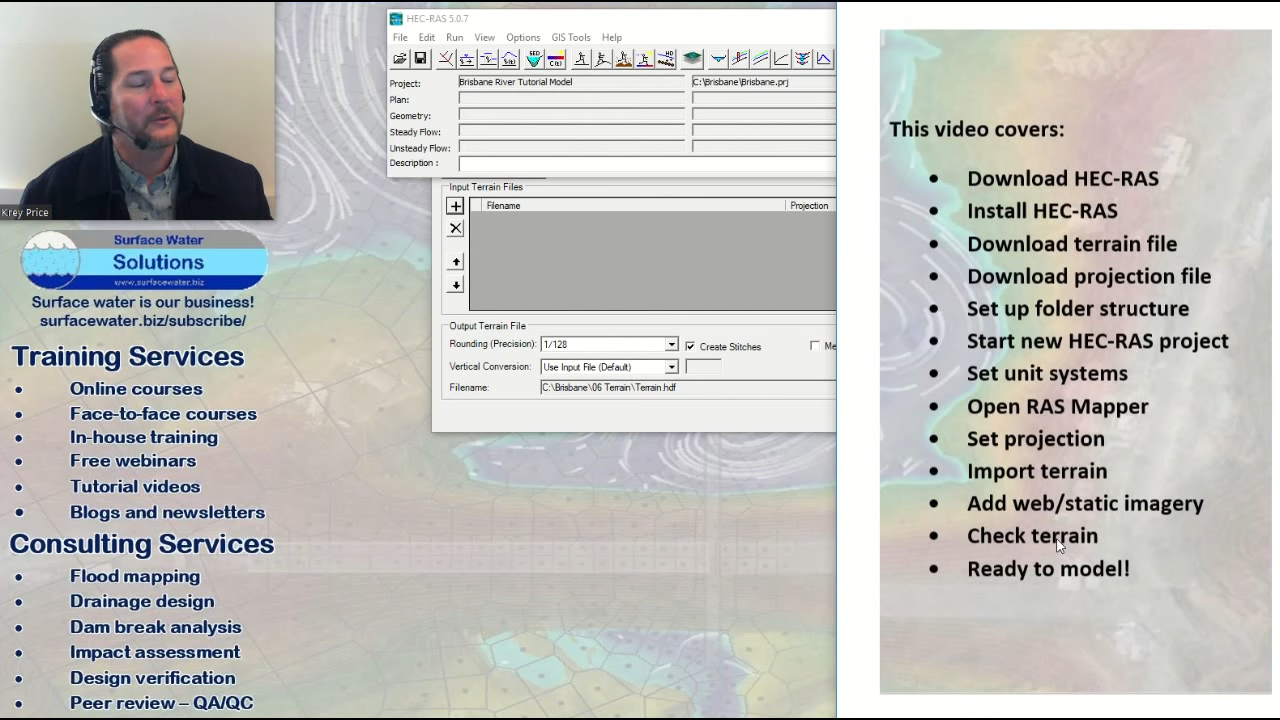 Krey Price
Surface Water
Solutions
www.surfacewater.biz
Surface water is our business!
surfacewater.biz/subscribe/
Training Services
• Online courses
• Face-to-face courses
• In-house training
• Free webinars
• Tutorial videos
• Blogs and newsletters
Consulting Services
• Flood mapping
• Drainage design
• Dam break analysis
• Impact assessment
• Design verification
• Peer review – QA/QC
HEC-RAS 5.0.7
File Edit Run View Options GIS Tools Help
Project: Brisbane River Tutorial Model C:\Brisbane\Brisbane.prj
Plan:
Geometry:
Steady Flow:
Unsteady Flow:
Description :
Input Terrain Files
Filename Projection
Output Terrain File
Rounding (Precision): 1/128 Create Stitches Me
Vertical Conversion: Use Input File (Default)
Filename: C:\Brisbane\06 Terrain\Terrain.hdf
This video covers:
• Download HEC-RAS
• Install HEC-RAS
• Download terrain file
• Download projection file
• Set up folder structure
• Start new HEC-RAS project
• Set unit systems
• Open RAS Mapper
• Set projection
• Import terrain
• Add web/static imagery
• Check terrain
• Ready to model!